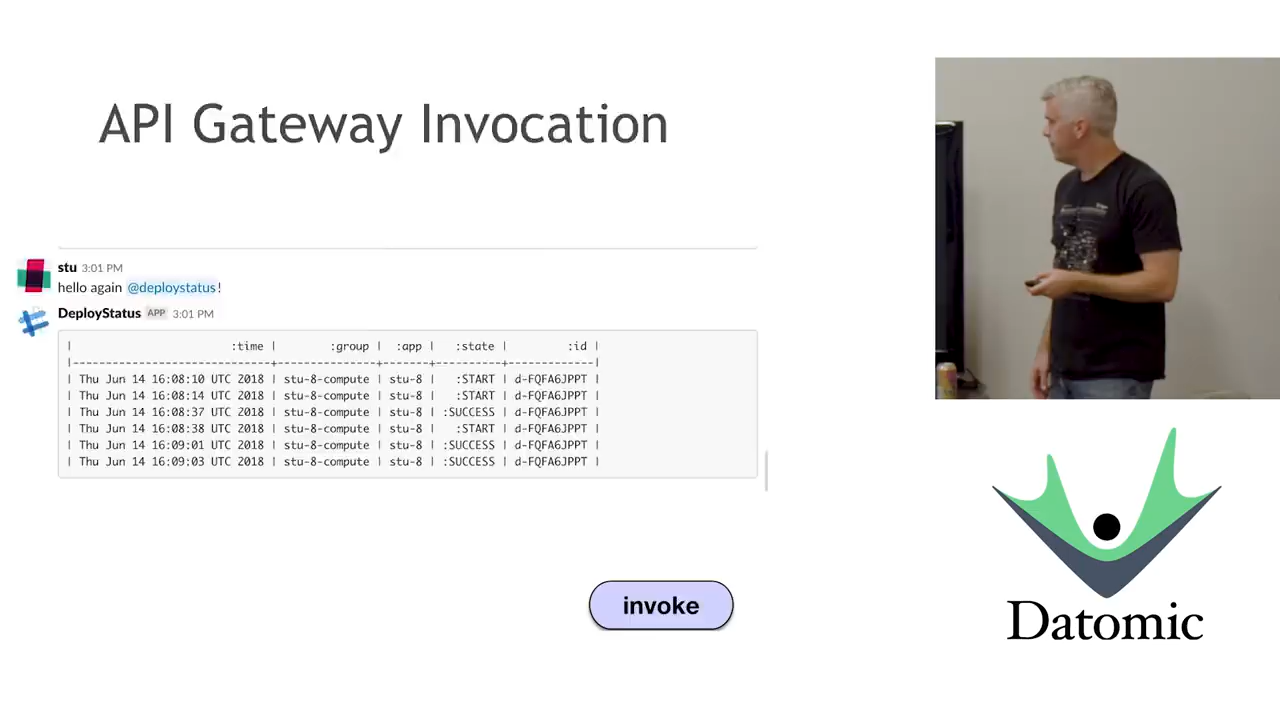 API Gateway Invocation
stu 3:01 PM
hello again @deploystatus!
DeployStatus APP 3:01 PM
| :time | :group | :app | :state | :id |
|-----------------------------+----------------+-------+----------+-------------|
| Thu Jun 14 16:08:10 UTC 2018 | stu-8-compute | stu-8 | :START | d-FQFA6JPPT |
| Thu Jun 14 16:08:14 UTC 2018 | stu-8-compute | stu-8 | :START | d-FQFA6JPPT |
| Thu Jun 14 16:08:37 UTC 2018 | stu-8-compute | stu-8 | :SUCCESS | d-FQFA6JPPT |
| Thu Jun 14 16:08:38 UTC 2018 | stu-8-compute | stu-8 | :START | d-FQFA6JPPT |
| Thu Jun 14 16:09:01 UTC 2018 | stu-8-compute | stu-8 | :SUCCESS | d-FQFA6JPPT |
| Thu Jun 14 16:09:03 UTC 2018 | stu-8-compute | stu-8 | :SUCCESS | d-FQFA6JPPT |
invoke
Datomic